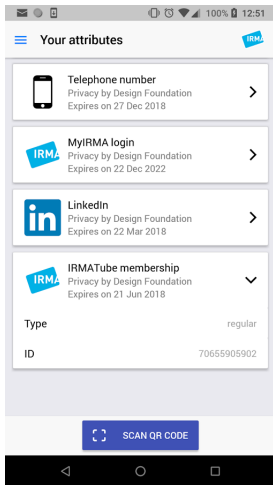 100% 12:51
Your attributes
IRMA
Telephone number
Privacy by Design Foundation
Expires on 27 Dec 2018
IRMA
MyIRMA login
Privacy by Design Foundation
Expires on 22 Dec 2022
in
LinkedIn
Privacy by Design Foundation
Expires on 22 Mar 2018
IRMA
IRMATube membership
Privacy by Design Foundation
Expires on 21 Jun 2018
Type regular
ID 70655905902
SCAN QR CODE